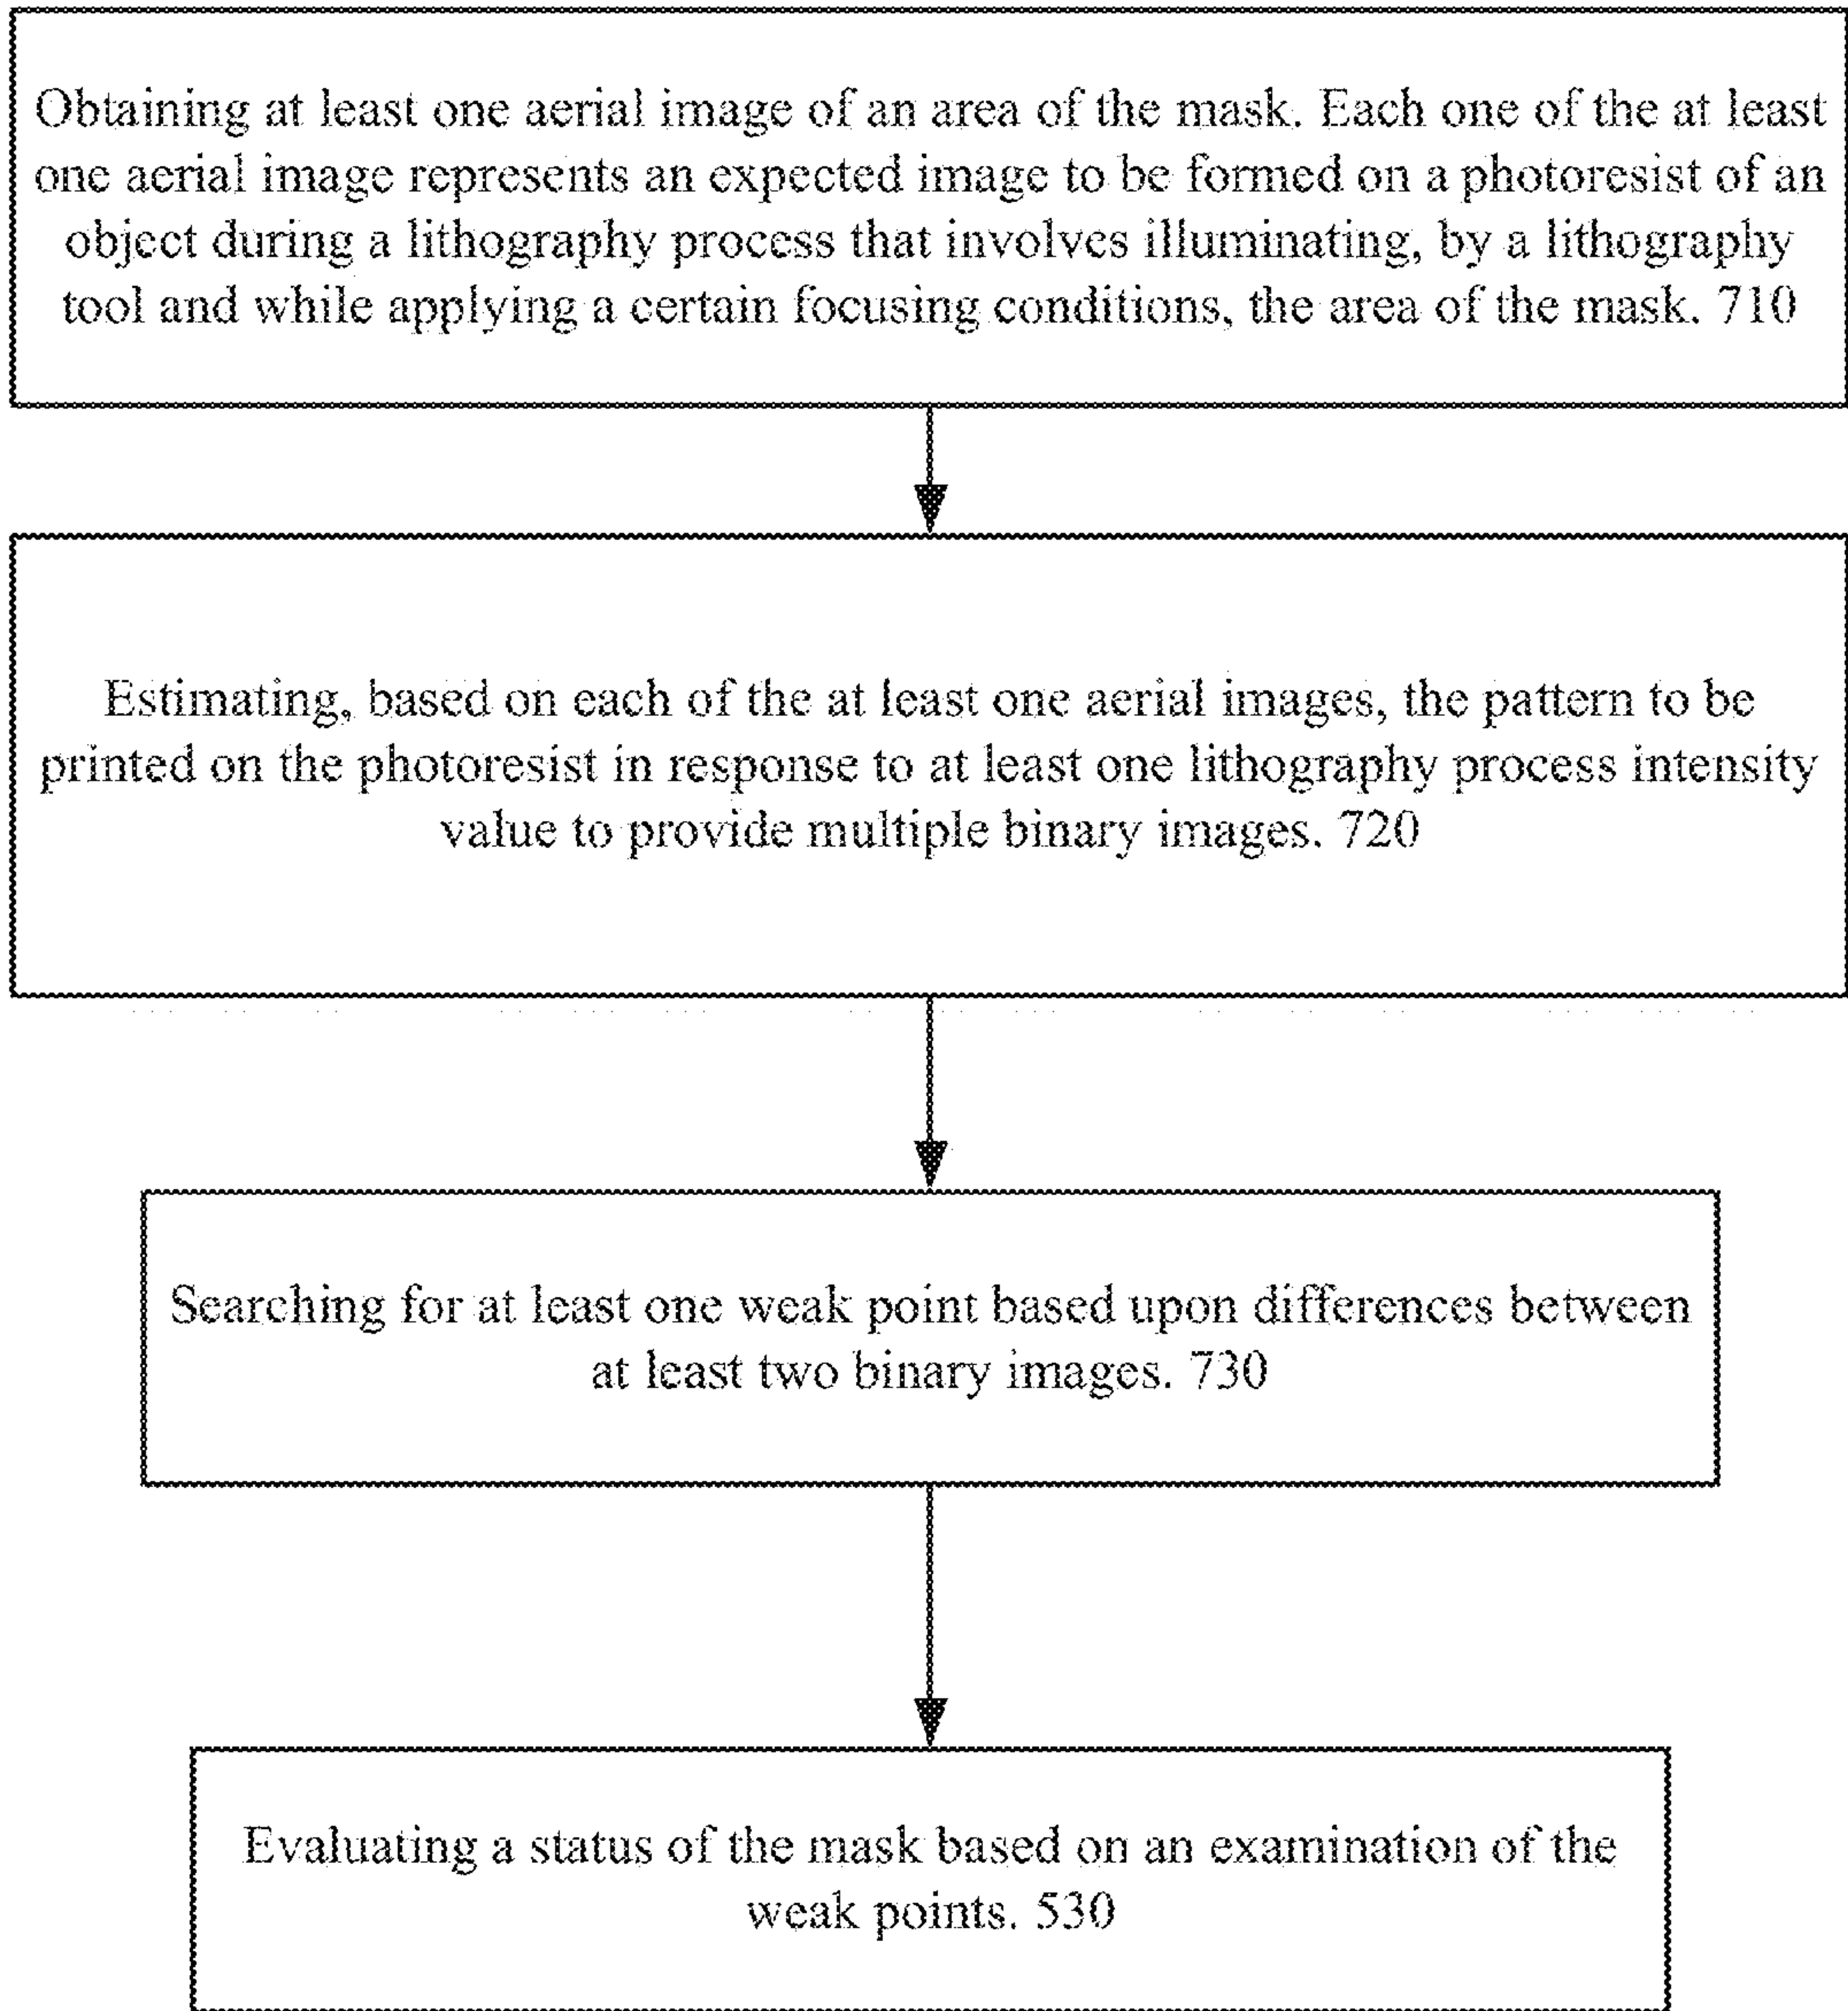 Obtaining at least one aerial image of an area of the mask. Each one of the at least
one aerial image represents an expected image to be formed on a photoresist of an
object during a lithography process that involves illuminating, by a lithography
tool and while applying a certain focusing conditions, the area of the mask. 710
Estimating, based on each of the at least one aerial images, the pattern to be
printed on the photoresist in response to at least one lithography process intensity
value to provide multiple binary images. 720
Searching for at least one weak point based upon differences between
at least two binary images. 730
Evaluating a status of the mask based on an examination of the
weak points. 530